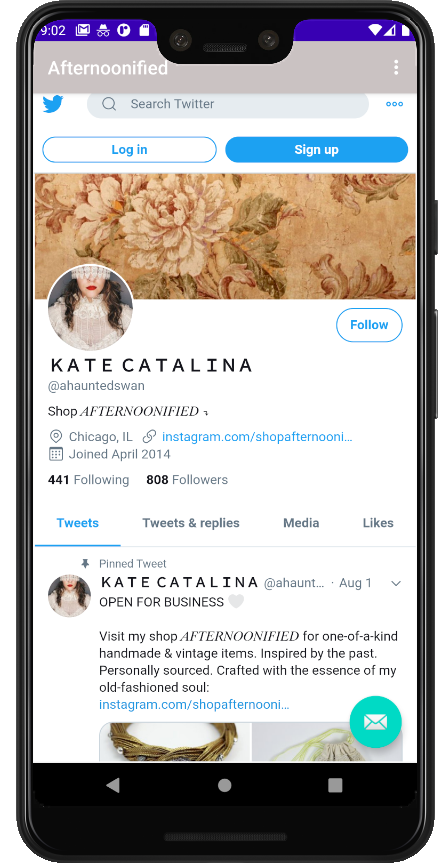 9:02
Afternoonified
Search Twitter
Log in
Sign up
Follow
KATE CATALINA
@ahauntedswan
Shop AFTERNOONIFIED
Chicago, IL instagram.com/shopafternooni...
Joined April 2014
441 Following 808 Followers
Tweets Tweets & replies Media Likes
Pinned Tweet
KATE CATALINA @ahaunt... · Aug 1
OPEN FOR BUSINESS
Visit my shop AFTERNOONIFIED for one-of-a-kind
handmade & vintage items. Inspired by the past.
Personally sourced. Crafted with the essence of my
old-fashioned soul:
instagram.com/shopafternooni...